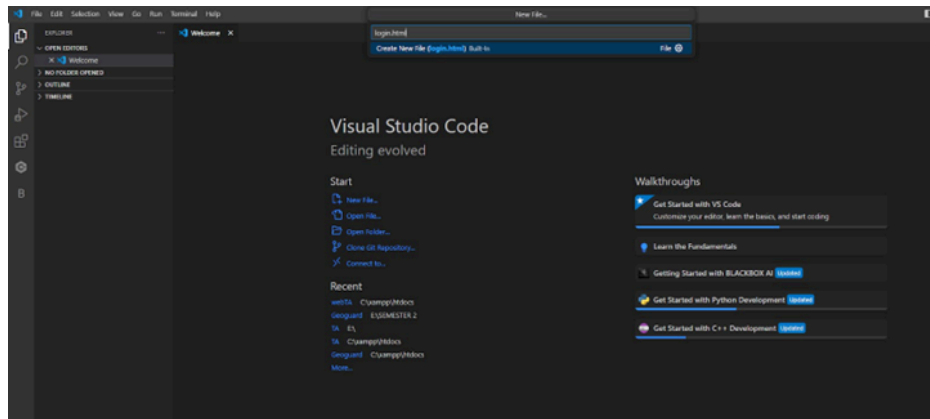 File Edit Selection View Go Run Terminal Help
New File...
EXPLORER
Welcome
login.html
OPEN EDITORS
Create New File (login.html) Built-In
File
Welcome
NO FOLDER OPENED
OUTLINE
TIMELINE
Visual Studio Code
Editing evolved
Start
New File...
Open File...
Open Folder...
Clone Git Repository...
Connect to...
Recent
webTA C:\xampp\htdocs
Geoguard E:\SEMESTER 2
TA E:\
TA C:\xampp\htdocs
Geoguard C:\xampp\htdocs
More...
Walkthroughs
Get Started with VS Code
Customize your editor, learn the basics, and start coding
Learn the Fundamentals
Getting Started with BLACKBOX AI Updated
Get Started with Python Development Updated
Get Started with C++ Development Updated
B